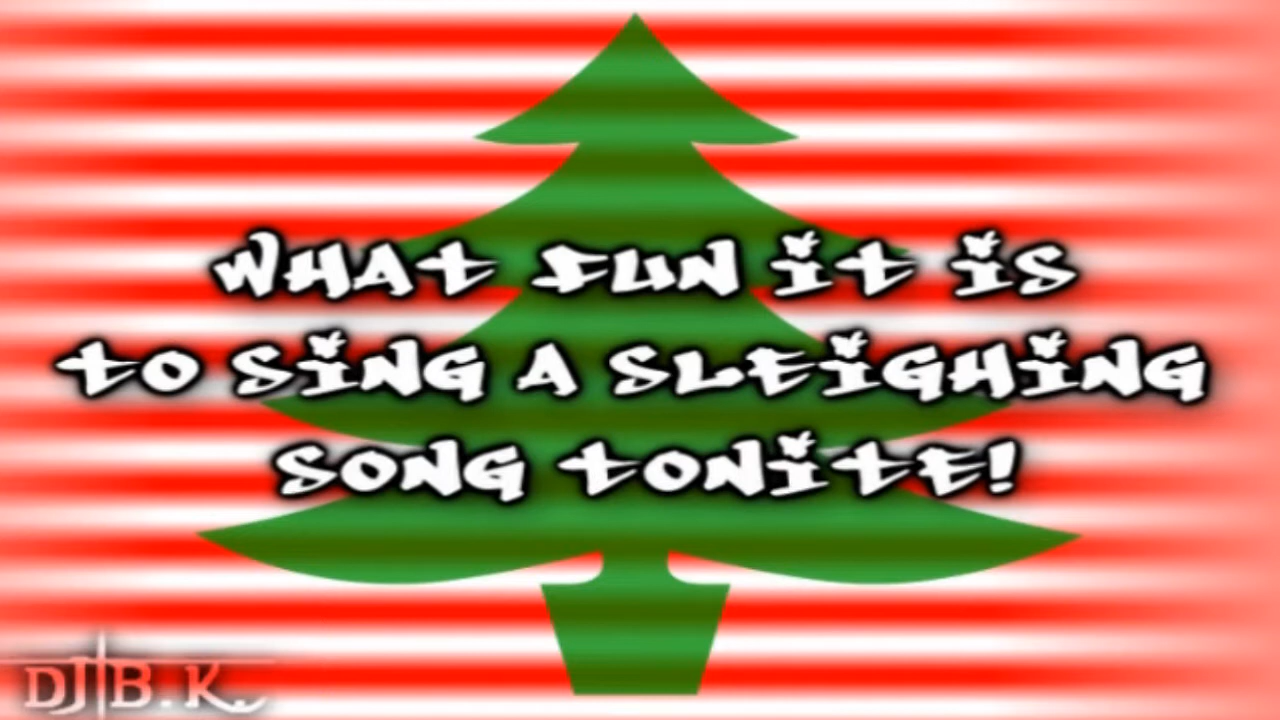 WHAT FUN iT iS
TO SiNG A SLEiGHiNG
SONG TONiTE!
DJ B.K.